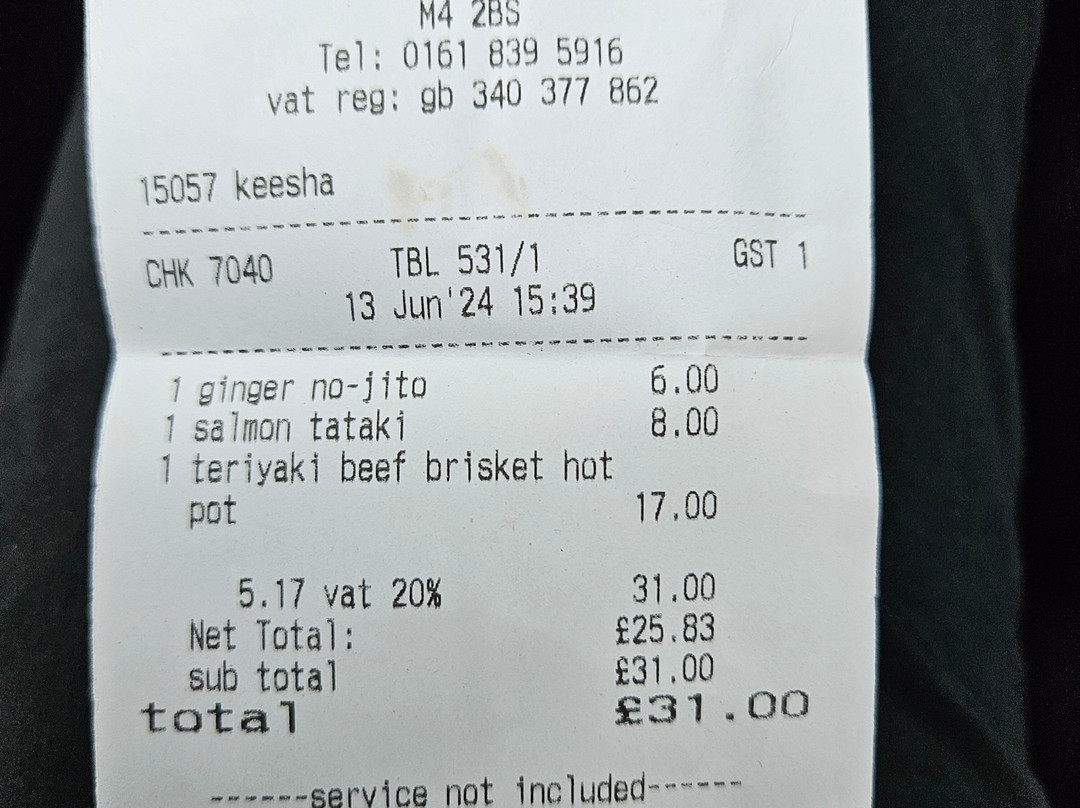 M4 2BS
Tel: 0161 839 5916
vat reg: gb 340 377 862
15057 keesha
CHK 7040 TBL 531/1 GST 1
13 Jun'24 15:39
1 ginger no-jito 6.00
1 salmon tataki 8.00
1 teriyaki beef brisket hot
pot 17.00
5.17 vat 20% 31.00
Net Total: £25.83
sub total £31.00
total £31.00
------service not included------